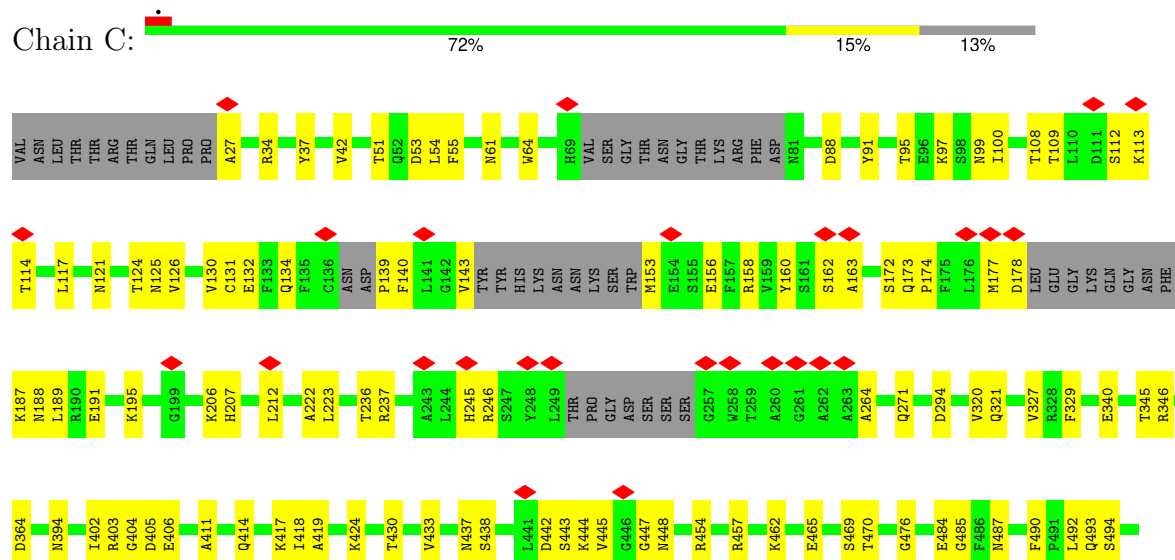 Chain C:
72% 15% 13%
VAL ASN LEU THR THR ARG THR GLN LEU PRO PRO A27 R34 Y37 V42 T51 Q52 D53 L54 F55 N61 W64 H69 VAL SER GLY THR ASN GLY THR LYS ARG PHE ASP N81 D88 Y91 T95 E96 K97 S98 N99 I100 T108 T109 L110 D111 S112 K113
T114 L117 N121 T124 N125 V126 V130 C131 E132 F133 Q134 F135 C136 ASN ASP P139 F140 L141 G142 V143 TYR TYR HIS LYS ASN ASN LYS SER TRP M153 E154 S155 E156 F157 R158 V159 Y160 S161 S162 A163 S172 Q173 P174 F175 L176 M177 D178 LEU GLU GLY LYS GLN GLY ASN PHE
K187 N188 L189 R190 E191 K195 G199 K206 H207 L212 A222 L223 T236 R237 A243 L244 H245 R246 S247 Y248 L249 THR PRO GLY ASP SER SER SER G257 W258 T259 A260 G261 A262 A263 A264 Q271 D294 V320 Q321 V327 R328 F329 E340 T345 R346
D364 N394 I402 R403 G404 D405 E406 A411 Q414 K417 I418 A419 K424 T430 V433 N437 S438 L441 D442 S443 K444 V445 G446 G447 N448 R454 R457 K462 E465 S469 T470 G476 E484 G485 F486 N487 F490 P491 L492 Q493 S494